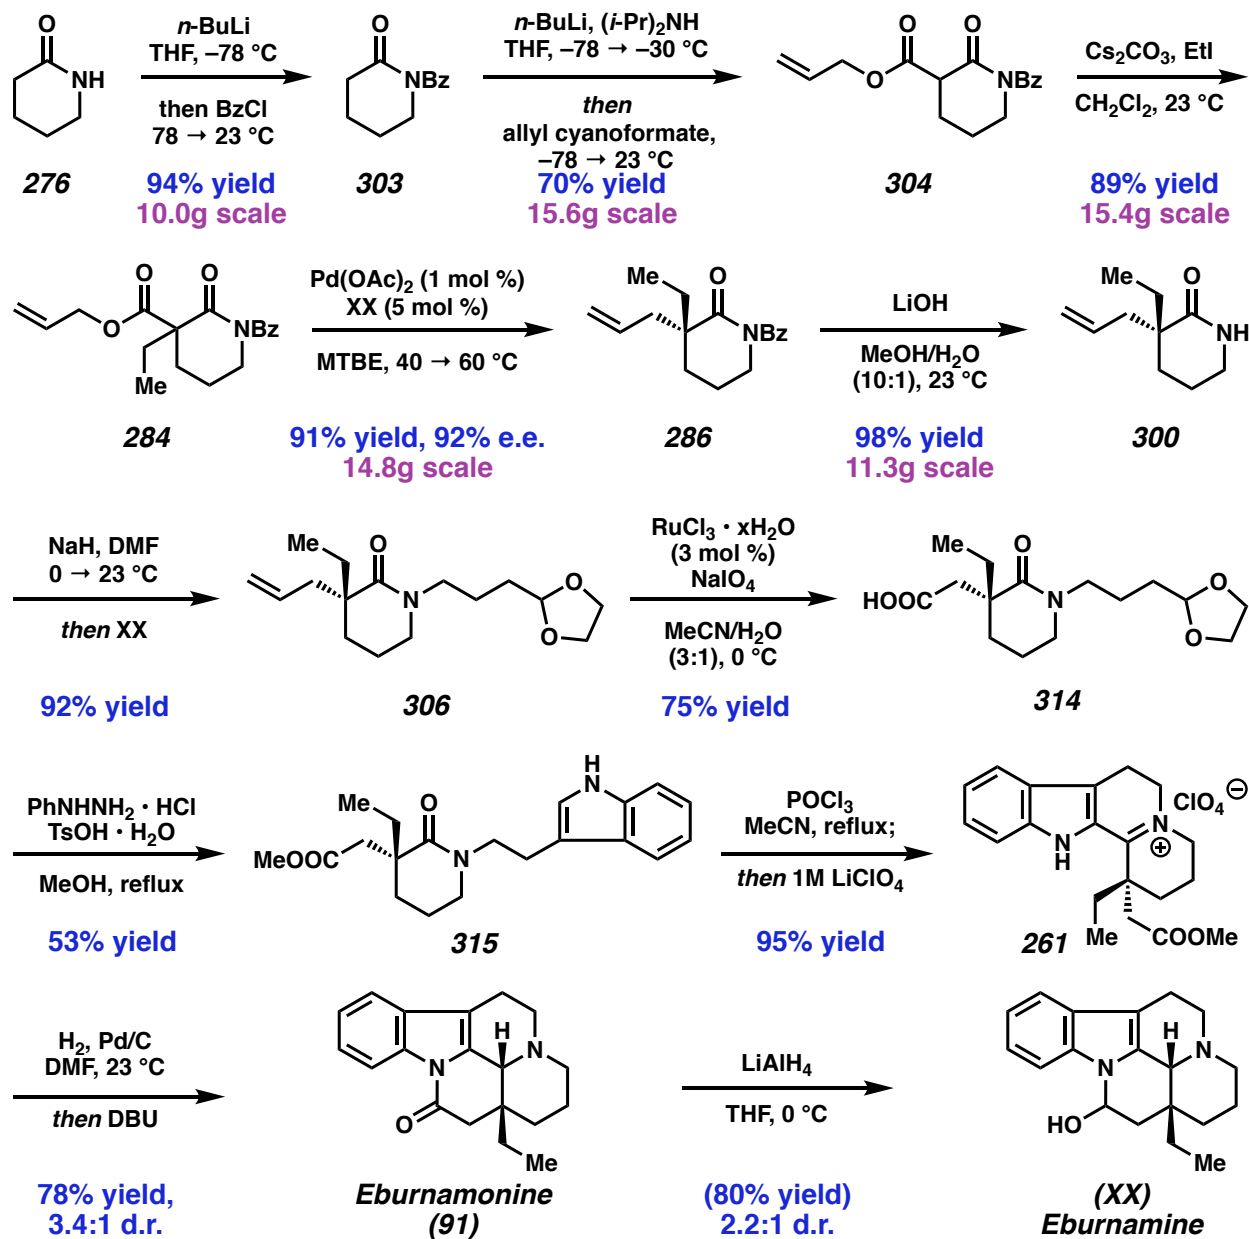 n-BuLi
THF, –78 °C
then BzCl
78 → 23 °C
94% yield
10.0g scale
O
NH
276
O
NBz
303
n-BuLi, (i-Pr)2NH
THF, –78 → –30 °C
then
allyl cyanoformate,
–78 → 23 °C
70% yield
15.6g scale
O
O
O
NBz
304
Cs2CO3, EtI
CH2Cl2, 23 °C
89% yield
15.4g scale
O
O
O
NBz
Me
284
Pd(OAc)2 (1 mol %)
XX (5 mol %)
MTBE, 40 → 60 °C
91% yield, 92% e.e.
14.8g scale
Me
O
NBz
286
LiOH
MeOH/H2O
(10:1), 23 °C
98% yield
11.3g scale
Me
O
NH
300
NaH, DMF
0 → 23 °C
then XX
92% yield
Me
O
N
O
O
306
RuCl3 • xH2O
(3 mol %)
NaIO4
MeCN/H2O
(3:1), 0 °C
75% yield
Me
O
HOOC
N
O
O
314
PhNHNH2 • HCl
TsOH • H2O
MeOH, reflux
53% yield
H
N
Me
O
MeOOC
N
315
POCl3
MeCN, reflux;
then 1M LiClO4
95% yield
ClO4 ⊖
N
⊕
N
H
Me
COOMe
261
H2, Pd/C
DMF, 23 °C
then DBU
78% yield,
3.4:1 d.r.
H
N
N
O
Me
Eburnamonine
(91)
LiAlH4
THF, 0 °C
(80% yield)
2.2:1 d.r.
H
N
N
HO
Me
(XX)
Eburnamine